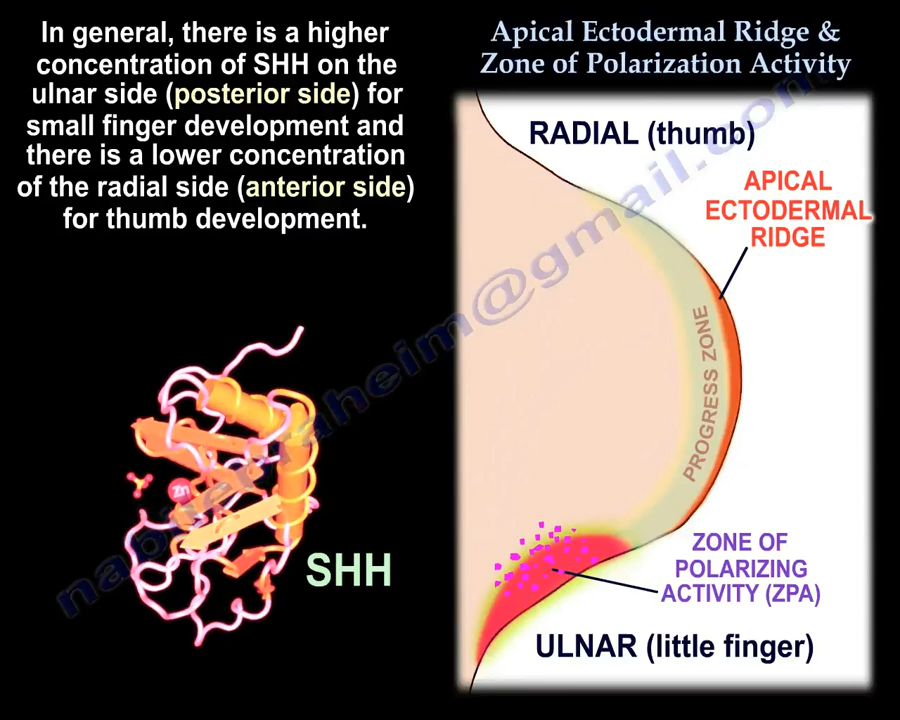 In general, there is a higher
concentration of SHH on the
ulnar side (posterior side) for
small finger development and
there is a lower concentration
of the radial side (anterior side)
for thumb development.
Apical Ectodermal Ridge &
Zone of Polarization Activity
RADIAL (thumb)
APICAL
ECTODERMAL
RIDGE
PROGRESS ZONE
Zn
SHH
ZONE OF
POLARIZING
ACTIVITY (ZPA)
ULNAR (little finger)